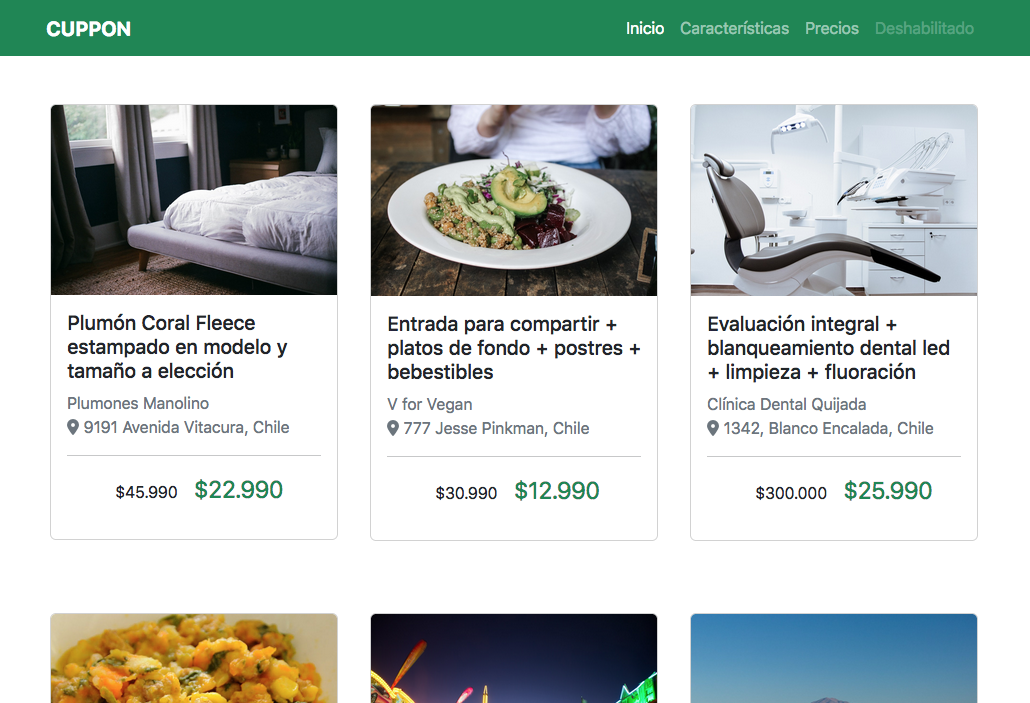 CUPPON
Inicio Características Precios Deshabilitado
Plumón Coral Fleece
estampado en modelo y
tamaño a elección
Plumones Manolino
9191 Avenida Vitacura, Chile
$45.990 $22.990
Entrada para compartir +
platos de fondo + postres +
bebestibles
V for Vegan
777 Jesse Pinkman, Chile
$30.990 $12.990
Evaluación integral +
blanqueamiento dental led
+ limpieza + fluoración
Clínica Dental Quijada
1342, Blanco Encalada, Chile
$300.000 $25.990